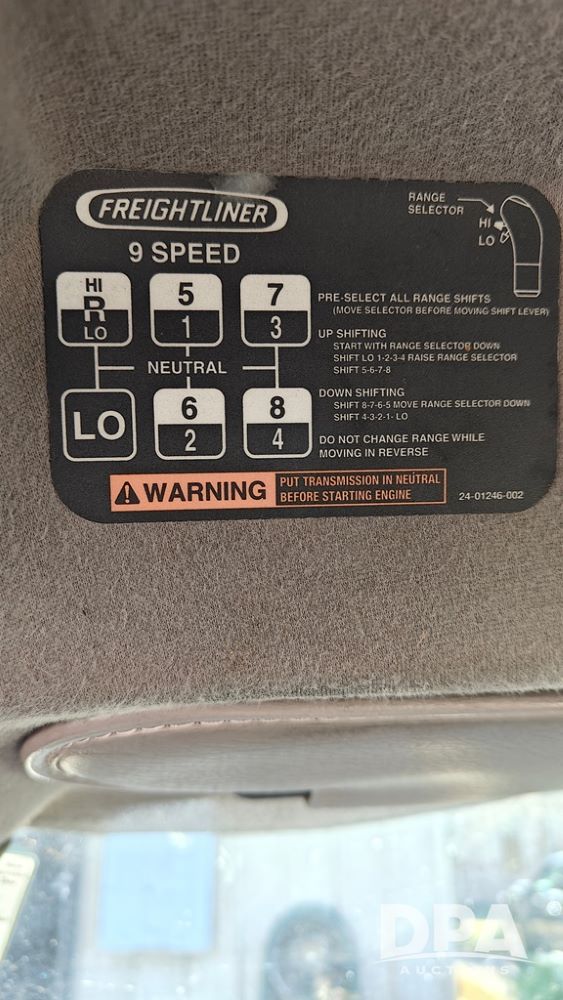 FREIGHTLINER
9 SPEED
RANGE
SELECTOR
HI
LO
HI
R
LO
5
1
7
3
NEUTRAL
LO
6
2
8
4
PRE-SELECT ALL RANGE SHIFTS
(MOVE SELECTOR BEFORE MOVING SHIFT LEVER)
UP SHIFTING
START WITH RANGE SELECTOR DOWN
SHIFT LO 1-2-3-4 RAISE RANGE SELECTOR
SHIFT 5-6-7-8
DOWN SHIFTING
SHIFT 8-7-6-5 MOVE RANGE SELECTOR DOWN
SHIFT 4-3-2-1- LO
DO NOT CHANGE RANGE WHILE
MOVING IN REVERSE
WARNING
PUT TRANSMISSION IN NEUTRAL
BEFORE STARTING ENGINE
24-01246-002
DPA
AUCTIONS